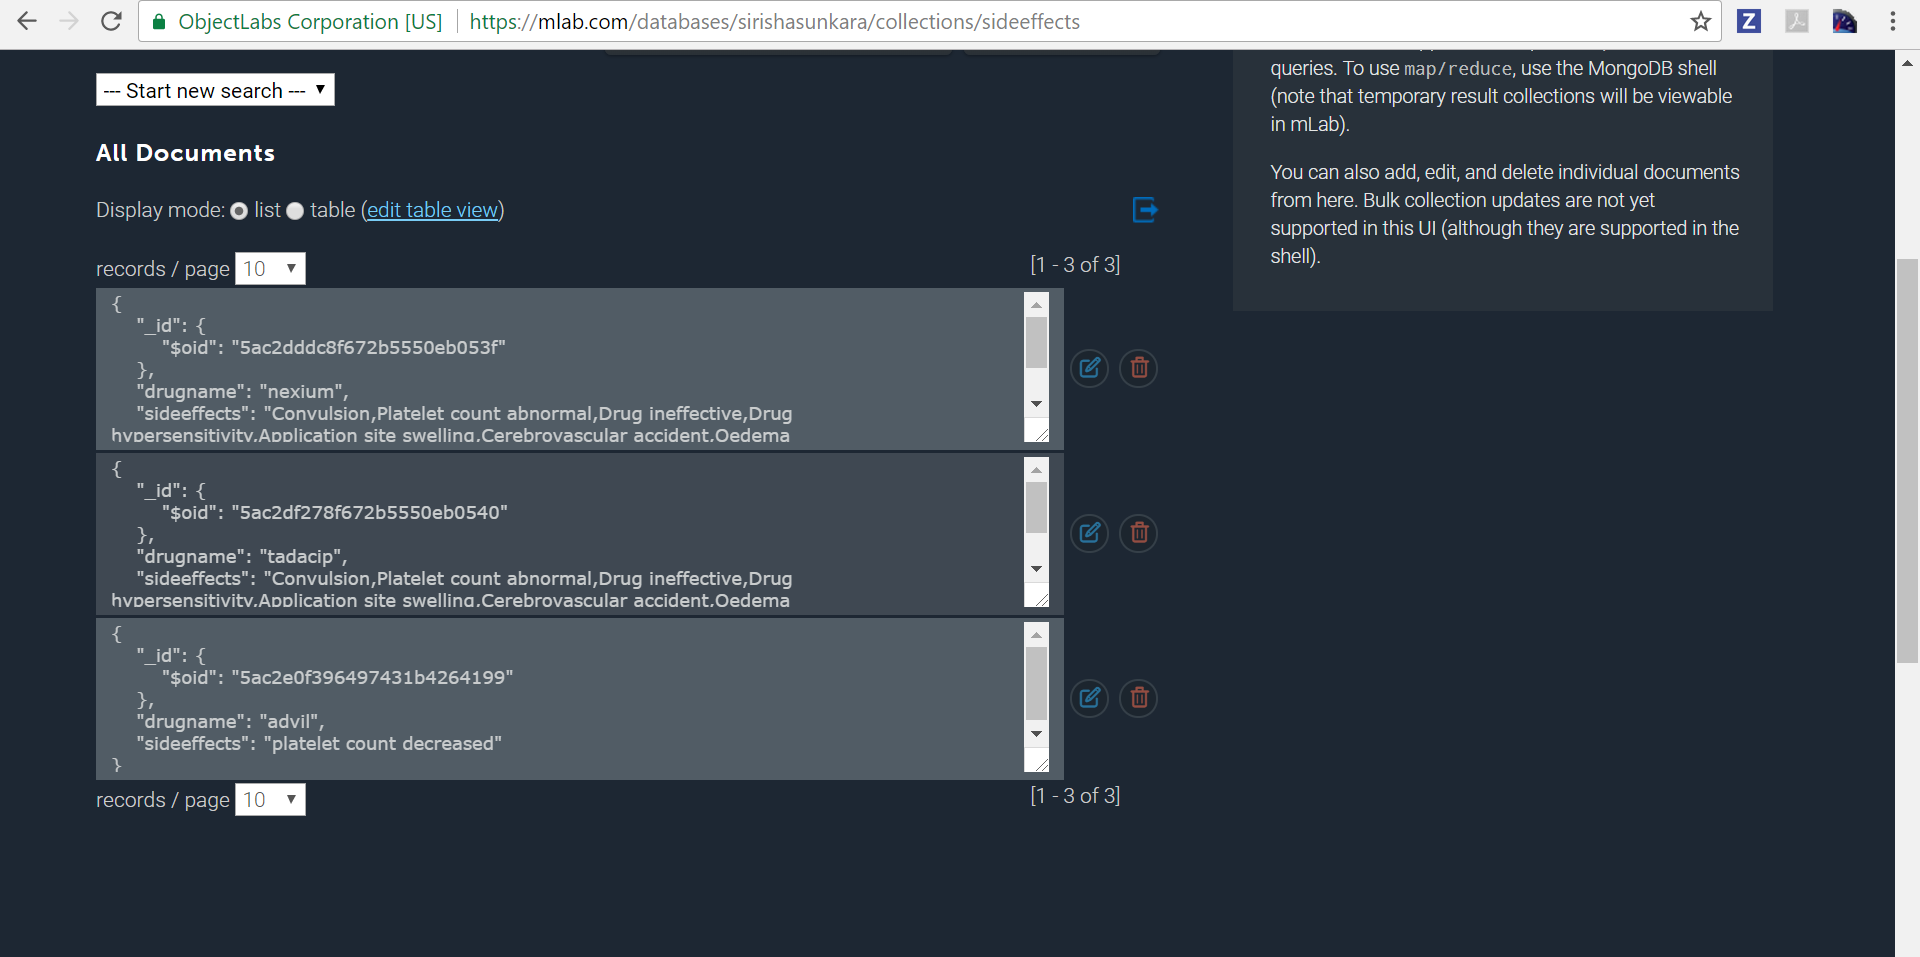 ObjectLabs Corporation [US] https://mlab.com/databases/sirishasunkara/collections/sideeffects
Z
--- Start new search ---
All Documents
Display mode: list table (edit table view)
records / page 10
[1 - 3 of 3]
{
"_id": {
"$oid": "5ac2dddc8f672b5550eb053f"
},
"drugname": "nexium",
"sideeffects": "Convulsion,Platelet count abnormal,Drug ineffective,Drug
hypersensitivity,Application site swelling,Cerebrovascular accident,Oedema
{
"_id": {
"$oid": "5ac2df278f672b5550eb0540"
},
"drugname": "tadacip",
"sideeffects": "Convulsion,Platelet count abnormal,Drug ineffective,Drug
hypersensitivity,Application site swelling,Cerebrovascular accident,Oedema
{
"_id": {
"$oid": "5ac2e0f396497431b4264199"
},
"drugname": "advil",
"sideeffects": "platelet count decreased"
}
records / page 10
[1 - 3 of 3]
queries. To use map/reduce, use the MongoDB shell
(note that temporary result collections will be viewable
in mLab).
You can also add, edit, and delete individual documents
from here. Bulk collection updates are not yet
supported in this UI (although they are supported in the
shell).